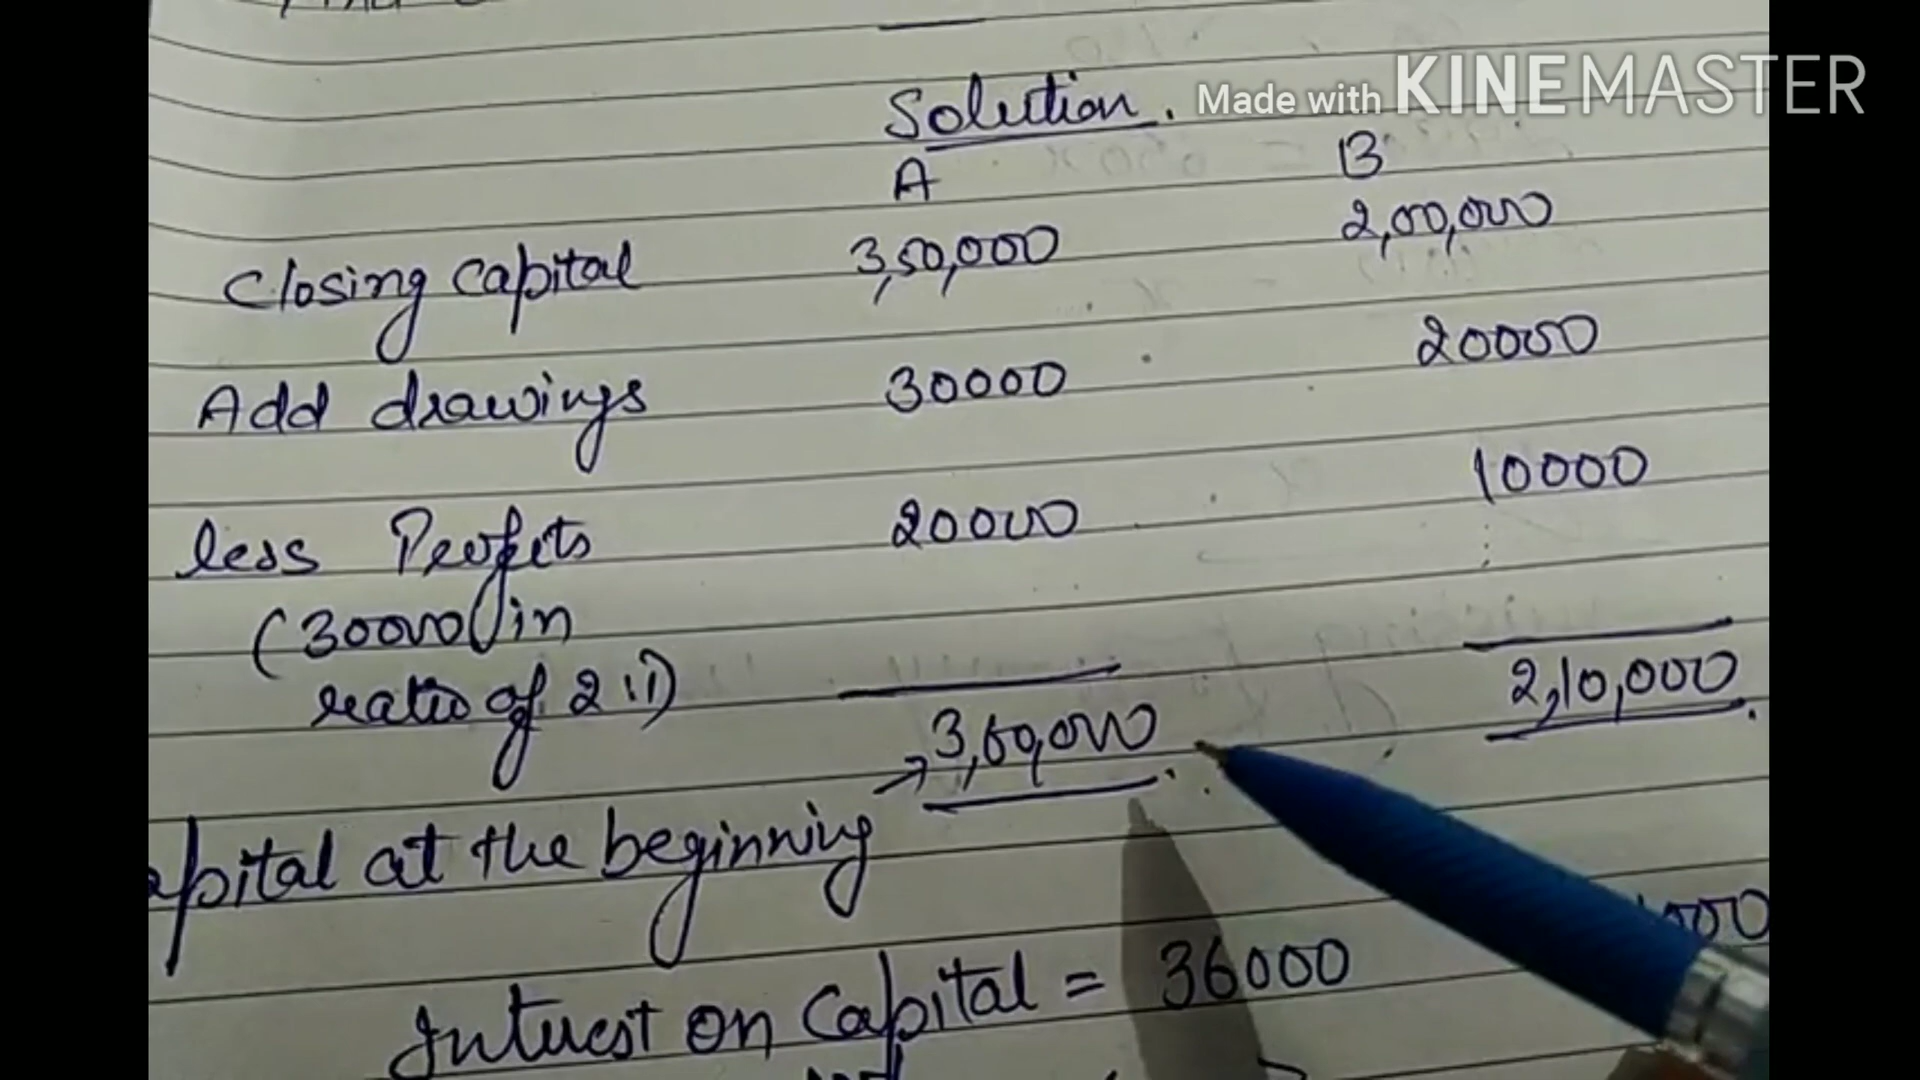 Made with KINEMASTER
Solution.
A B
Closing Capital 3,50,000 2,00,000
Add drawings 30000 20000
less Profits 20000 10000
(30000 in
ratio of 2:1)
3,60,000 2,10,000
apital at the beginning →
Interest on Capital = 36000